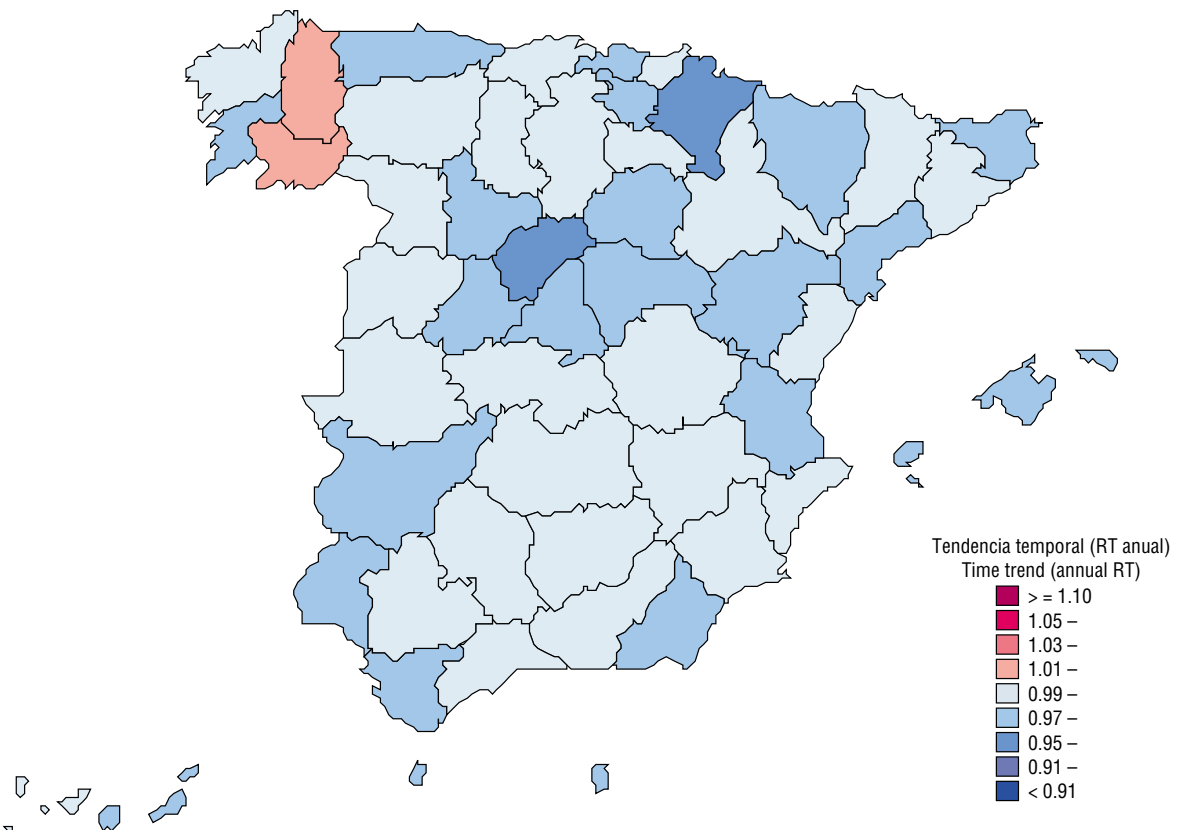 Tendencia temporal (RT anual)
Time trend (annual RT)
> = 1.10
1.05 –
1.03 –
1.01 –
0.99 –
0.97 –
0.95 –
0.91 –
< 0.91